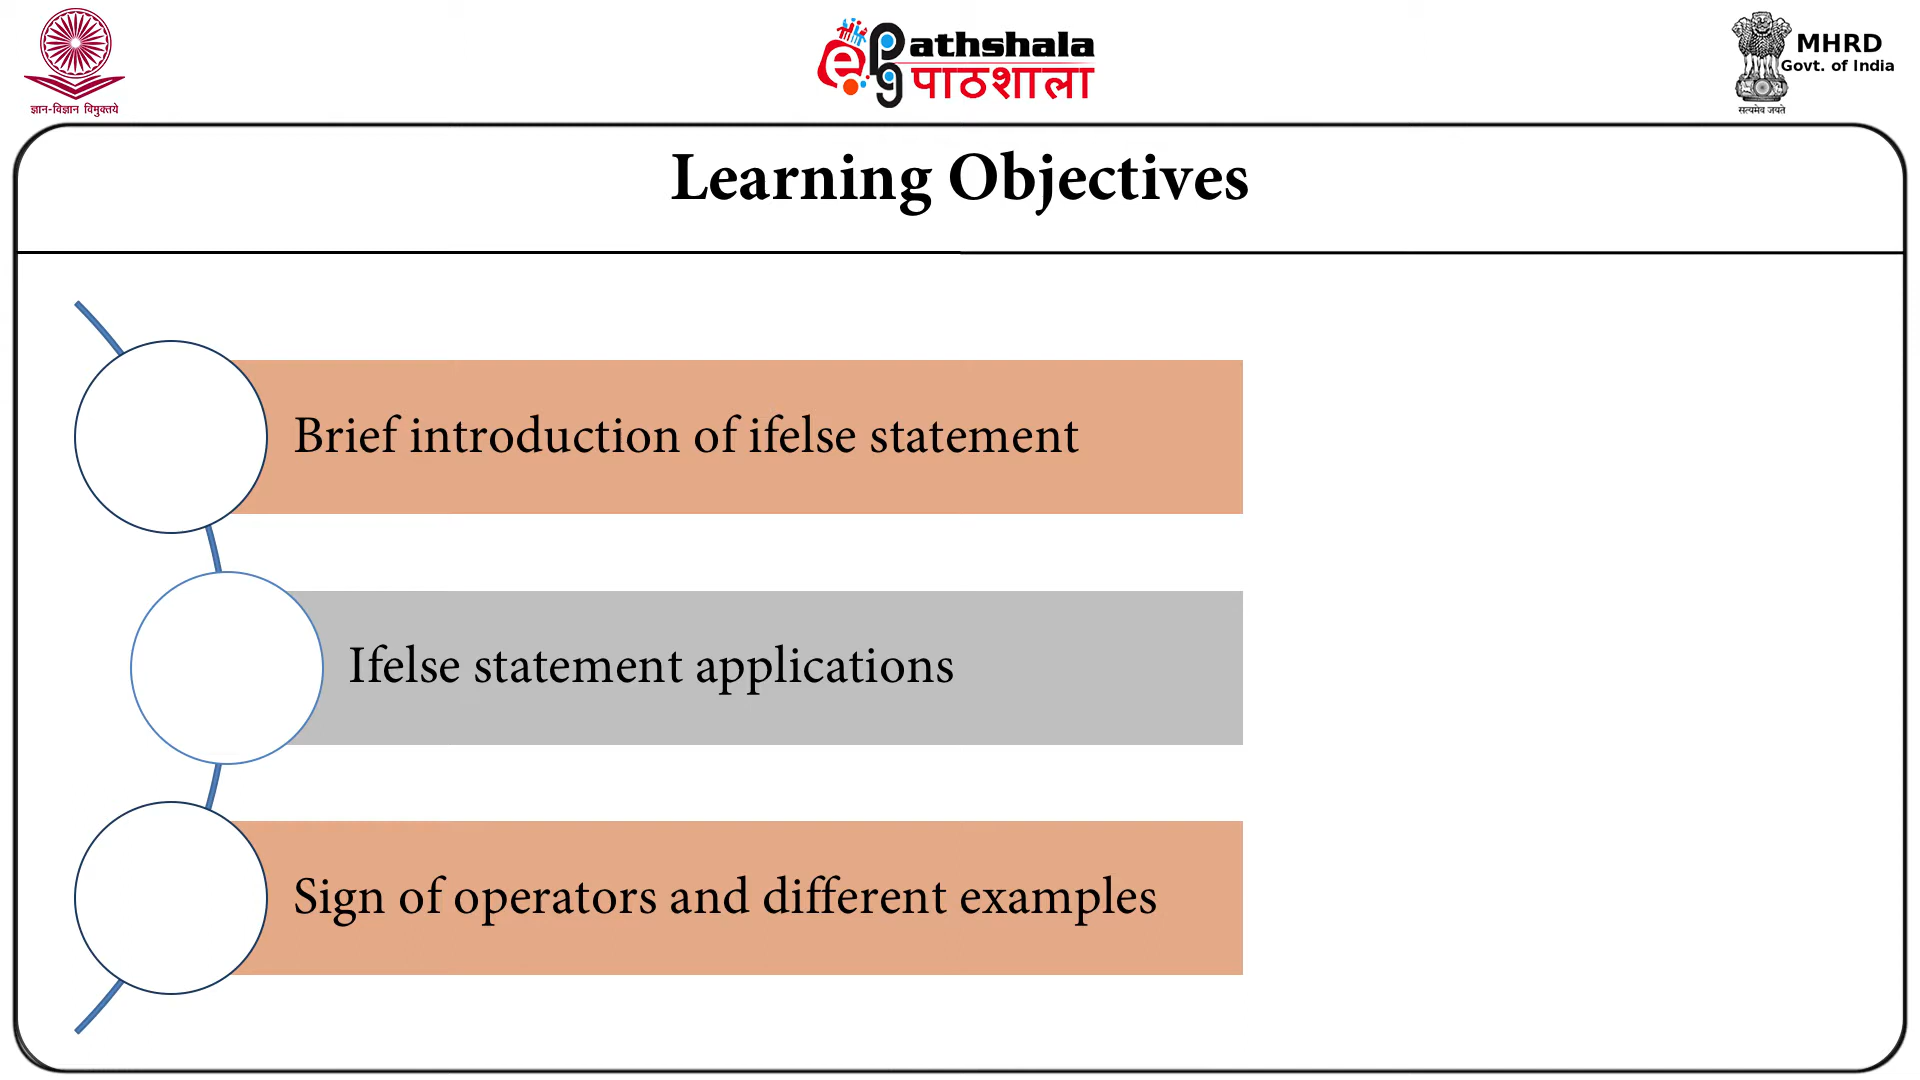 ज्ञान-विज्ञान विमुक्तये
ePGathshala
पाठशाला
MHRD
Govt. of India
सत्यमेव जयते
Learning Objectives
Brief introduction of ifelse statement
Ifelse statement applications
Sign of operators and different examples